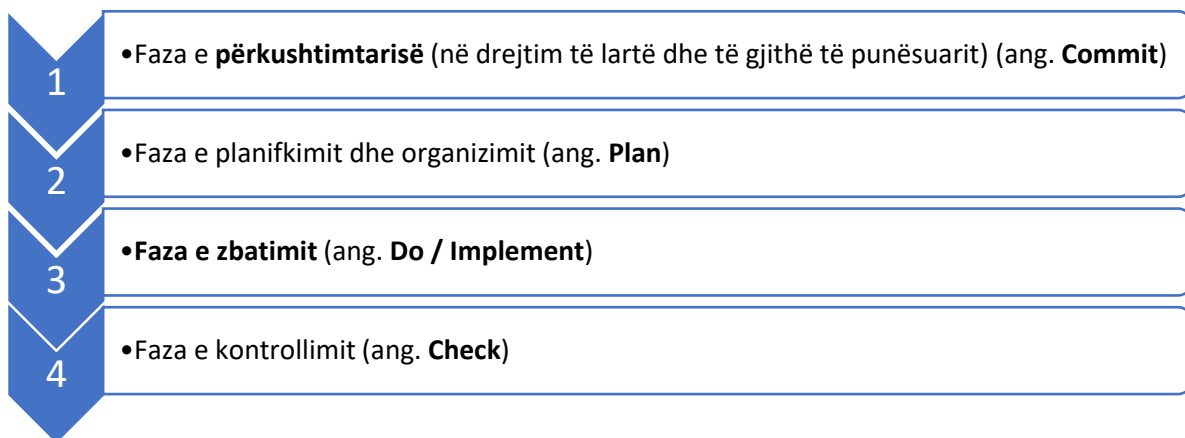 1
•Faza e përkushtimtarisë (në drejtim të lartë dhe të gjithë të punësuarit) (ang. Commit)
2
•Faza e planifkimit dhe organizimit (ang. Plan)
3
•Faza e zbatimit (ang. Do / Implement)
4
•Faza e kontrollimit (ang. Check)